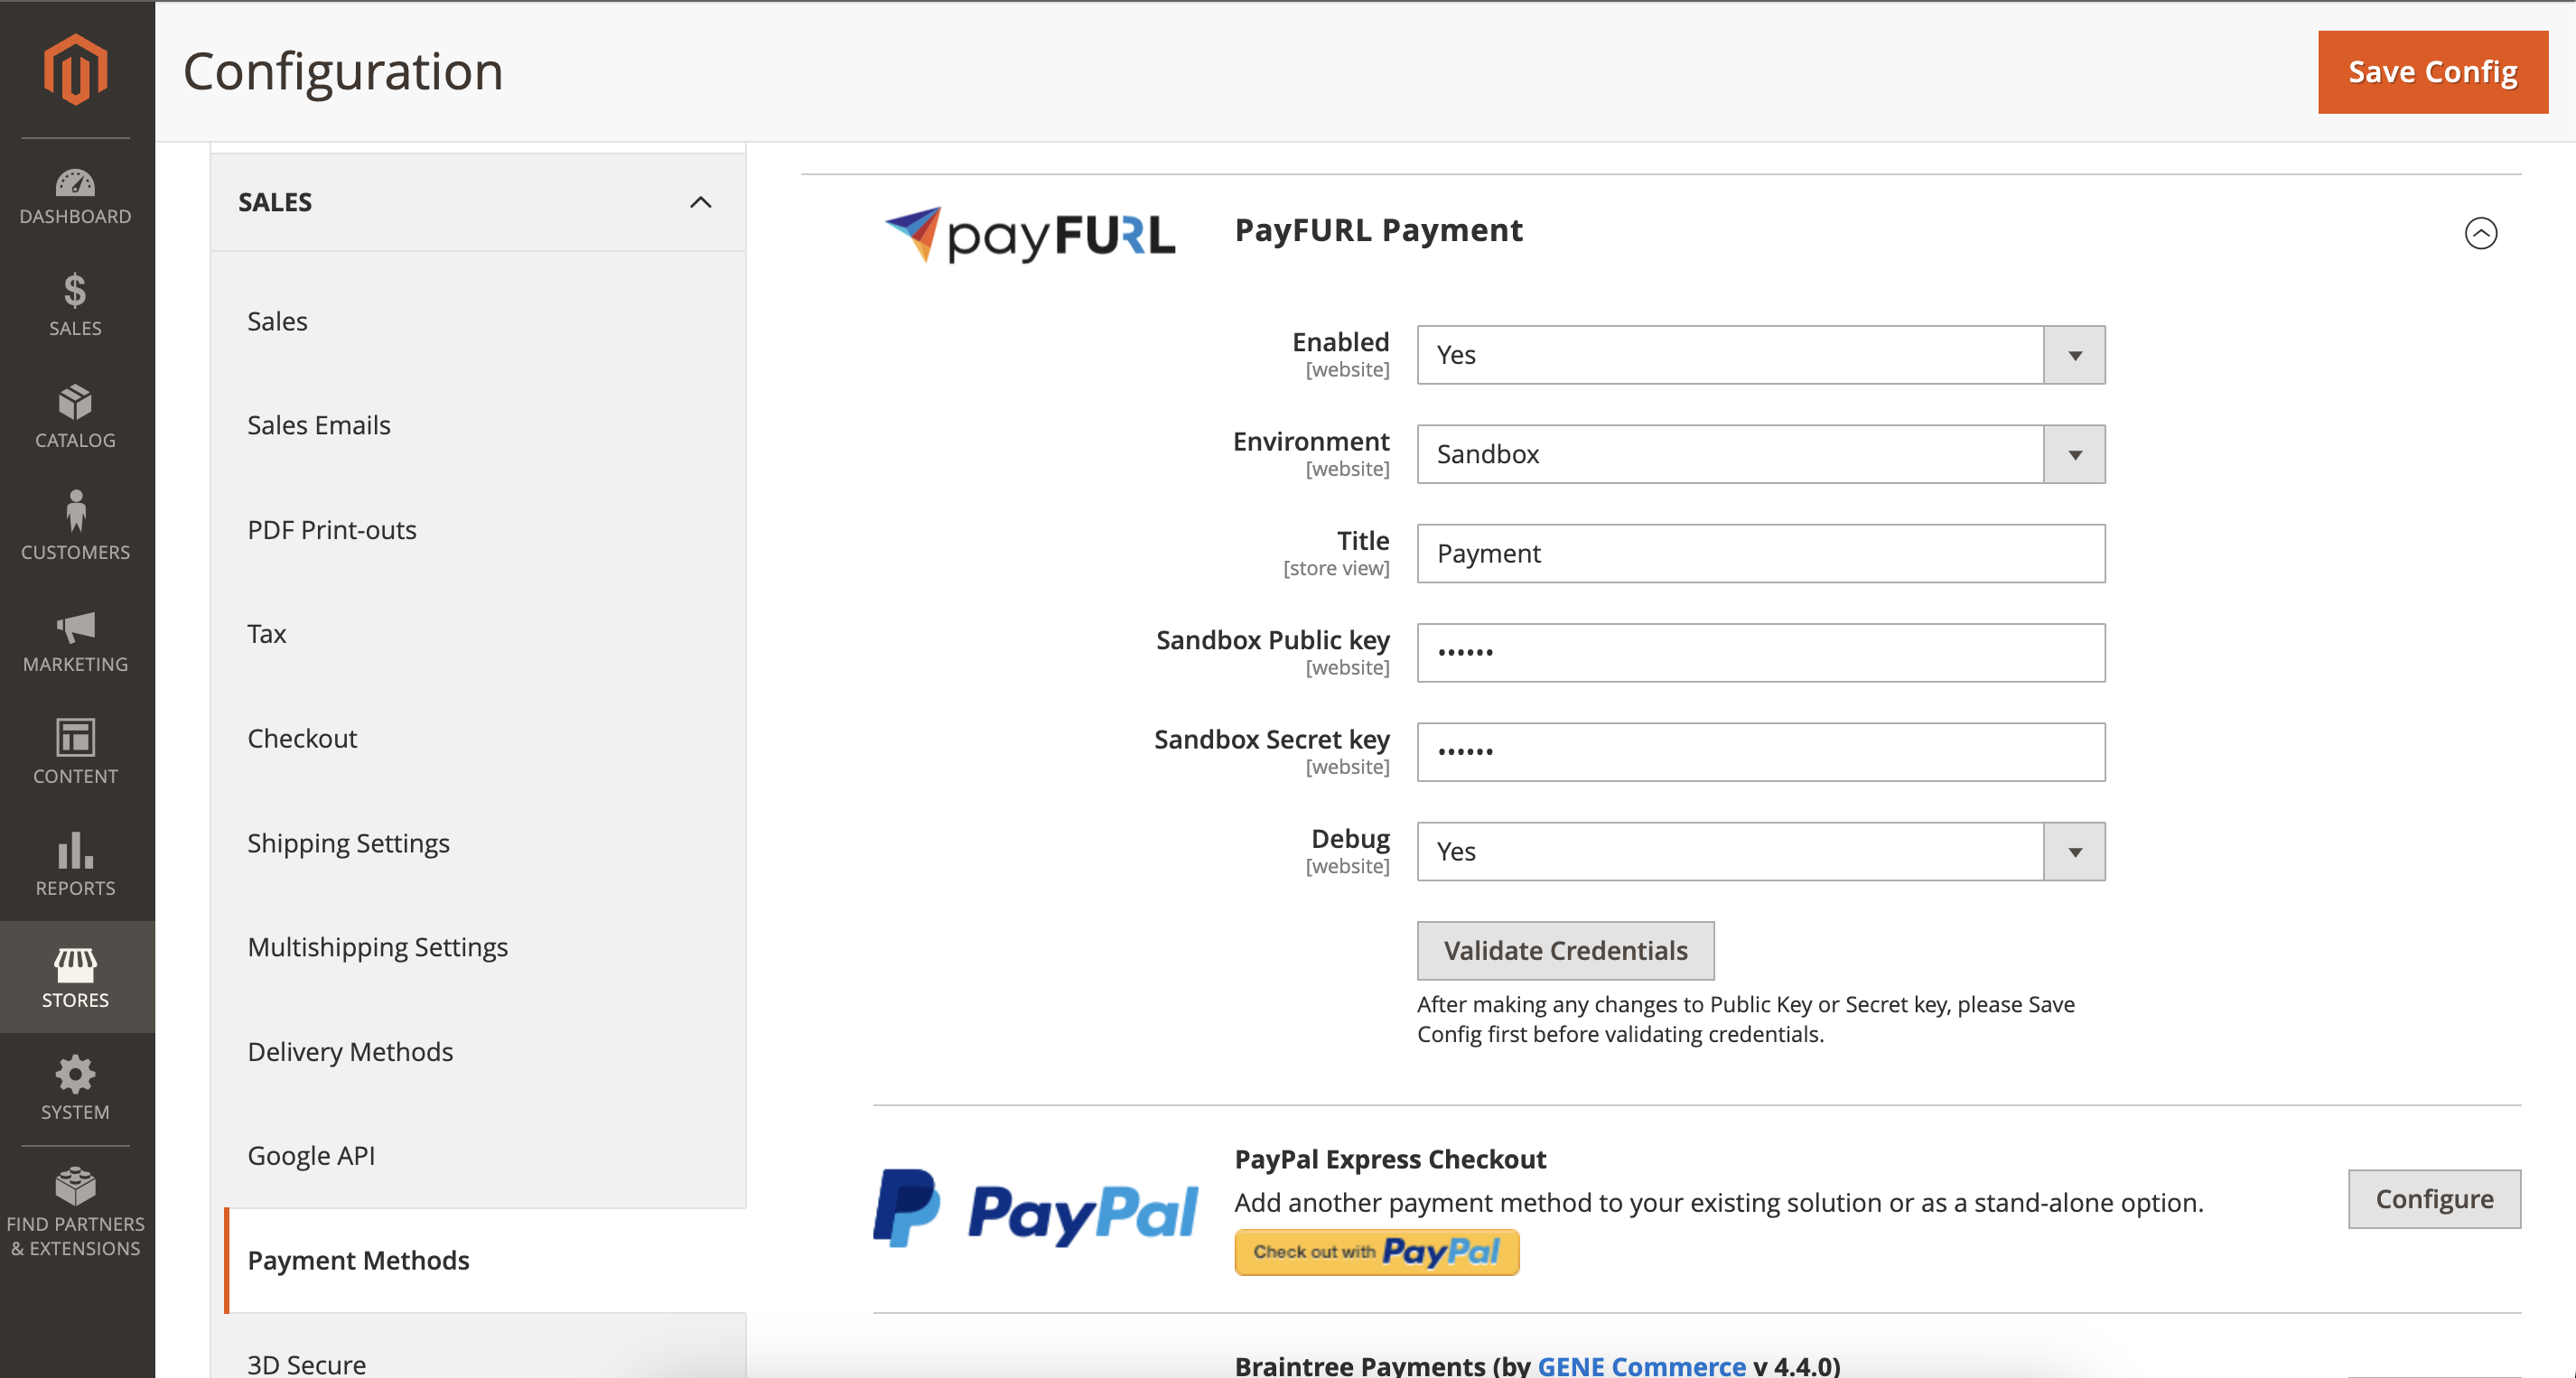 Configuration
Save Config
DASHBOARD
SALES
CATALOG
CUSTOMERS
MARKETING
CONTENT
REPORTS
STORES
SYSTEM
FIND PARTNERS
& EXTENSIONS
SALES
Sales
Sales Emails
PDF Print-outs
Tax
Checkout
Shipping Settings
Multishipping Settings
Delivery Methods
Google API
Payment Methods
3D Secure
payFURL
PayFURL Payment
Enabled
[website]
Yes
Environment
[website]
Sandbox
Title
[store view]
Payment
Sandbox Public key
[website]
••••••
Sandbox Secret key
[website]
••••••
Debug
[website]
Yes
Validate Credentials
After making any changes to Public Key or Secret key, please Save
Config first before validating credentials.
PayPal
PayPal Express Checkout
Add another payment method to your existing solution or as a stand-alone option.
Check out with PayPal
Configure
Braintree Payments (by GENE Commerce v 4.4.0)